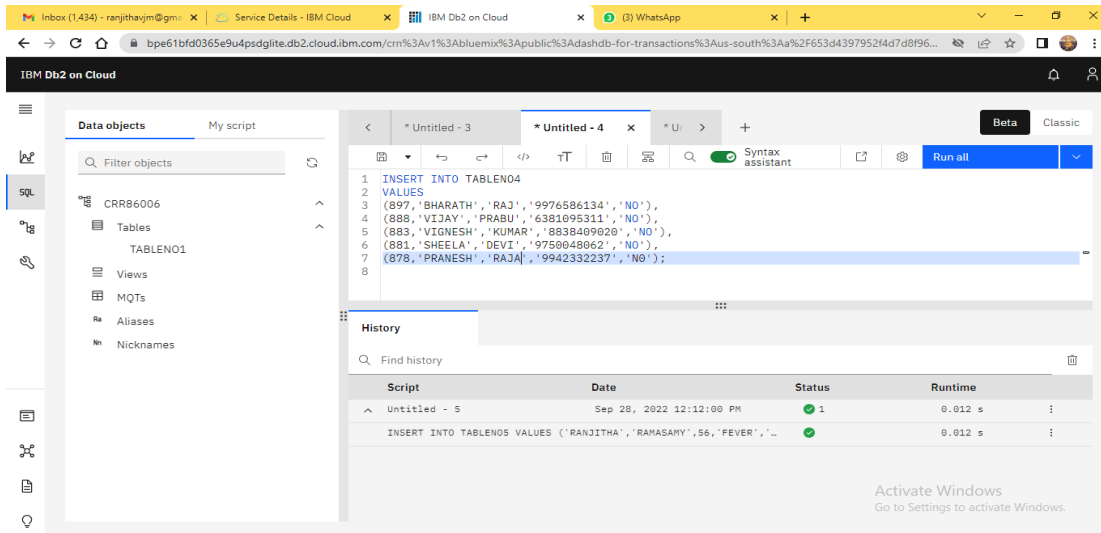 Inbox (1,434) - ranjithavjm@gma
Service Details - IBM Cloud
IBM Db2 on Cloud
(3) WhatsApp
bpe61bfd0365e9u4psdglite.db2.cloud.ibm.com/crn%3Av1%3Abluemix%3Apublic%3Adashdb-for-transactions%3Aus-south%3Aa%2F653d4397952f4d7d8f96...
IBM Db2 on Cloud
SQL
Data objects
My script
Filter objects
CRR86006
Tables
TABLENO1
Views
MQTs
Aliases
Nicknames
* Untitled - 3
* Untitled - 4
Beta
Classic
Syntax assistant
Run all
1 INSERT INTO TABLENO4
2 VALUES
3 (897,'BHARATH','RAJ','9976586134','NO'),
4 (888,'VIJAY','PRABU','6381095311','NO'),
5 (883,'VIGNESH','KUMAR','8838409020','NO'),
6 (881,'SHEELA','DEVI','9750048062','NO'),
7 (878,'PRANESH','RAJA','9942332237','N0');
8
History
Find history
Script Date Status Runtime
Untitled - 5 Sep 28, 2022 12:12:00 PM 1 0.012 s
INSERT INTO TABLENO5 VALUES ('RANJITHA','RAMASAMY',56,'FEVER','... 0.012 s
Activate Windows
Go to Settings to activate Windows.